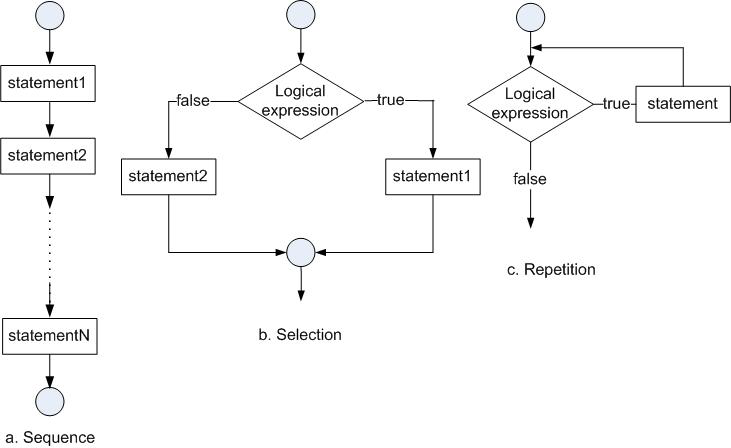 statement1
statement2
statementN
a. Sequence
Logical
expression
false
true
statement2
statement1
b. Selection
Logical
expression
true
statement
false
c. Repetition